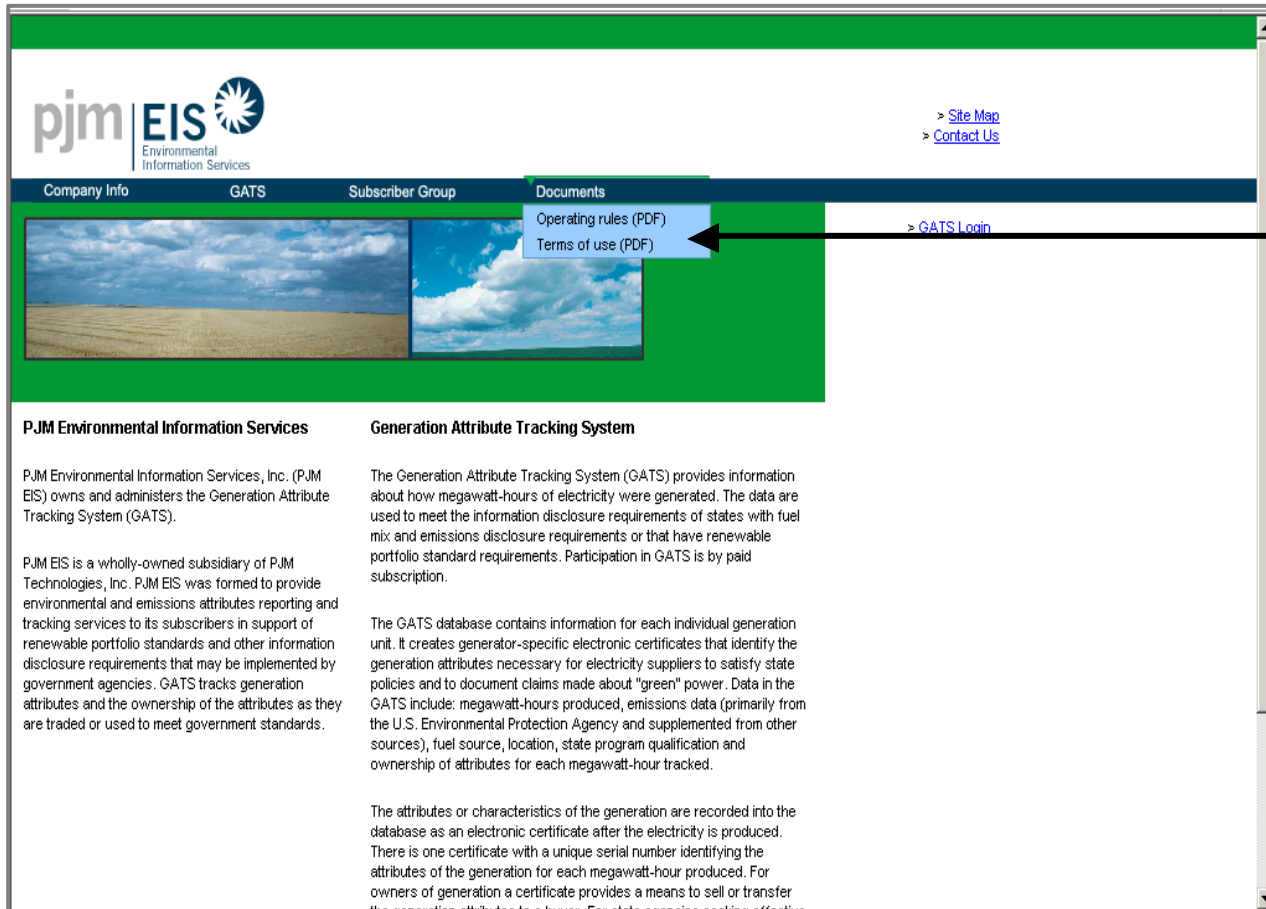 pjm EIS
Environmental
Information Services
> Site Map
> Contact Us
Company Info GATS Subscriber Group Documents
Operating rules (PDF)
Terms of use (PDF)
> GATS Login
PJM Environmental Information Services
PJM Environmental Information Services, Inc. (PJM
EIS) owns and administers the Generation Attribute
Tracking System (GATS).
PJM EIS is a wholly-owned subsidiary of PJM
Technologies, Inc. PJM EIS was formed to provide
environmental and emissions attributes reporting and
tracking services to its subscribers in support of
renewable portfolio standards and other information
disclosure requirements that may be implemented by
government agencies. GATS tracks generation
attributes and the ownership of the attributes as they
are traded or used to meet government standards.
Generation Attribute Tracking System
The Generation Attribute Tracking System (GATS) provides information
about how megawatt-hours of electricity were generated. The data are
used to meet the information disclosure requirements of states with fuel
mix and emissions disclosure requirements or that have renewable
portfolio standard requirements. Participation in GATS is by paid
subscription.
The GATS database contains information for each individual generation
unit. It creates generator-specific electronic certificates that identify the
generation attributes necessary for electricity suppliers to satisfy state
policies and to document claims made about "green" power. Data in the
GATS include: megawatt-hours produced, emissions data (primarily from
the U.S. Environmental Protection Agency and supplemented from other
sources), fuel source, location, state program qualification and
ownership of attributes for each megawatt-hour tracked.
The attributes or characteristics of the generation are recorded into the
database as an electronic certificate after the electricity is produced.
There is one certificate with a unique serial number identifying the
attributes of the generation for each megawatt-hour produced. For
owners of generation a certificate provides a means to sell or transfer
the generation attributes to a buyer. For state agencies seeking effective